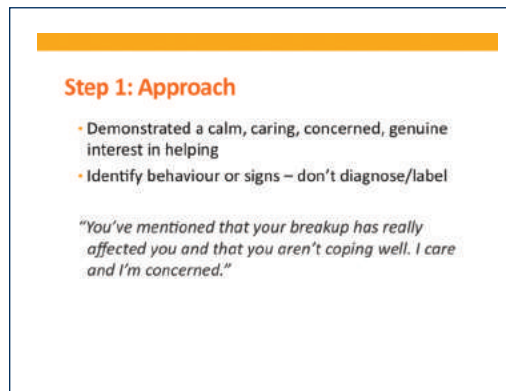 Step 1: Approach
• Demonstrated a calm, caring, concerned, genuine
interest in helping
• Identify behaviour or signs – don't diagnose/label
"You've mentioned that your breakup has really
affected you and that you aren't coping well. I care
and I'm concerned."